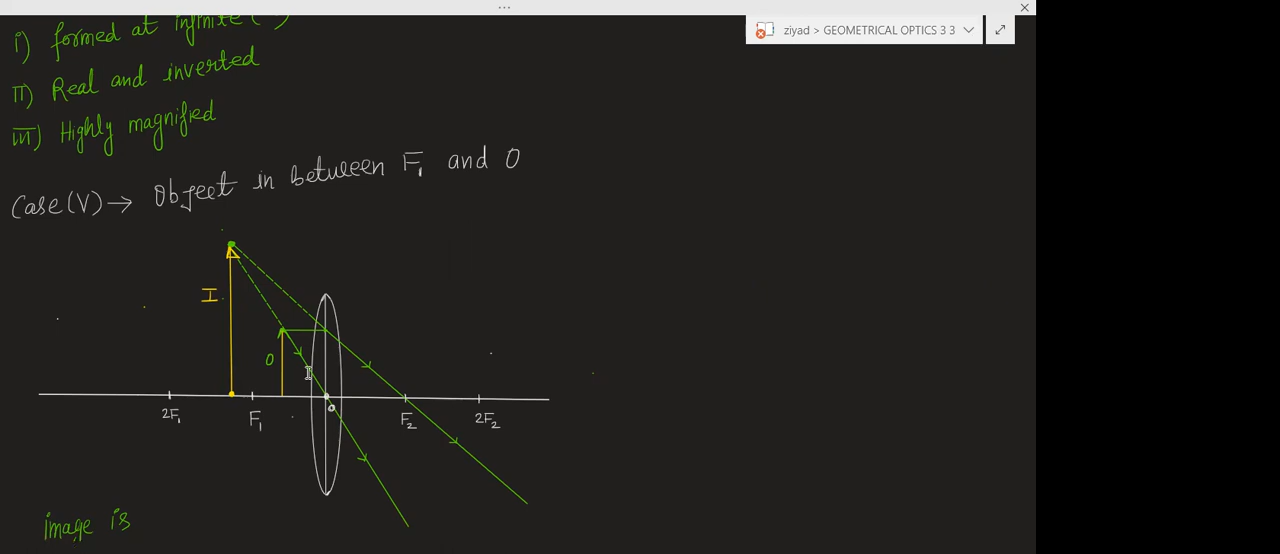 ziyad > GEOMETRICAL OPTICS 3 3
i) formed at infinite
II) Real and inverted
III) Highly magnified
Case(V) → Object in between F₁ and O
I
O
2F₁
F₁
O
F₂
2F₂
image is